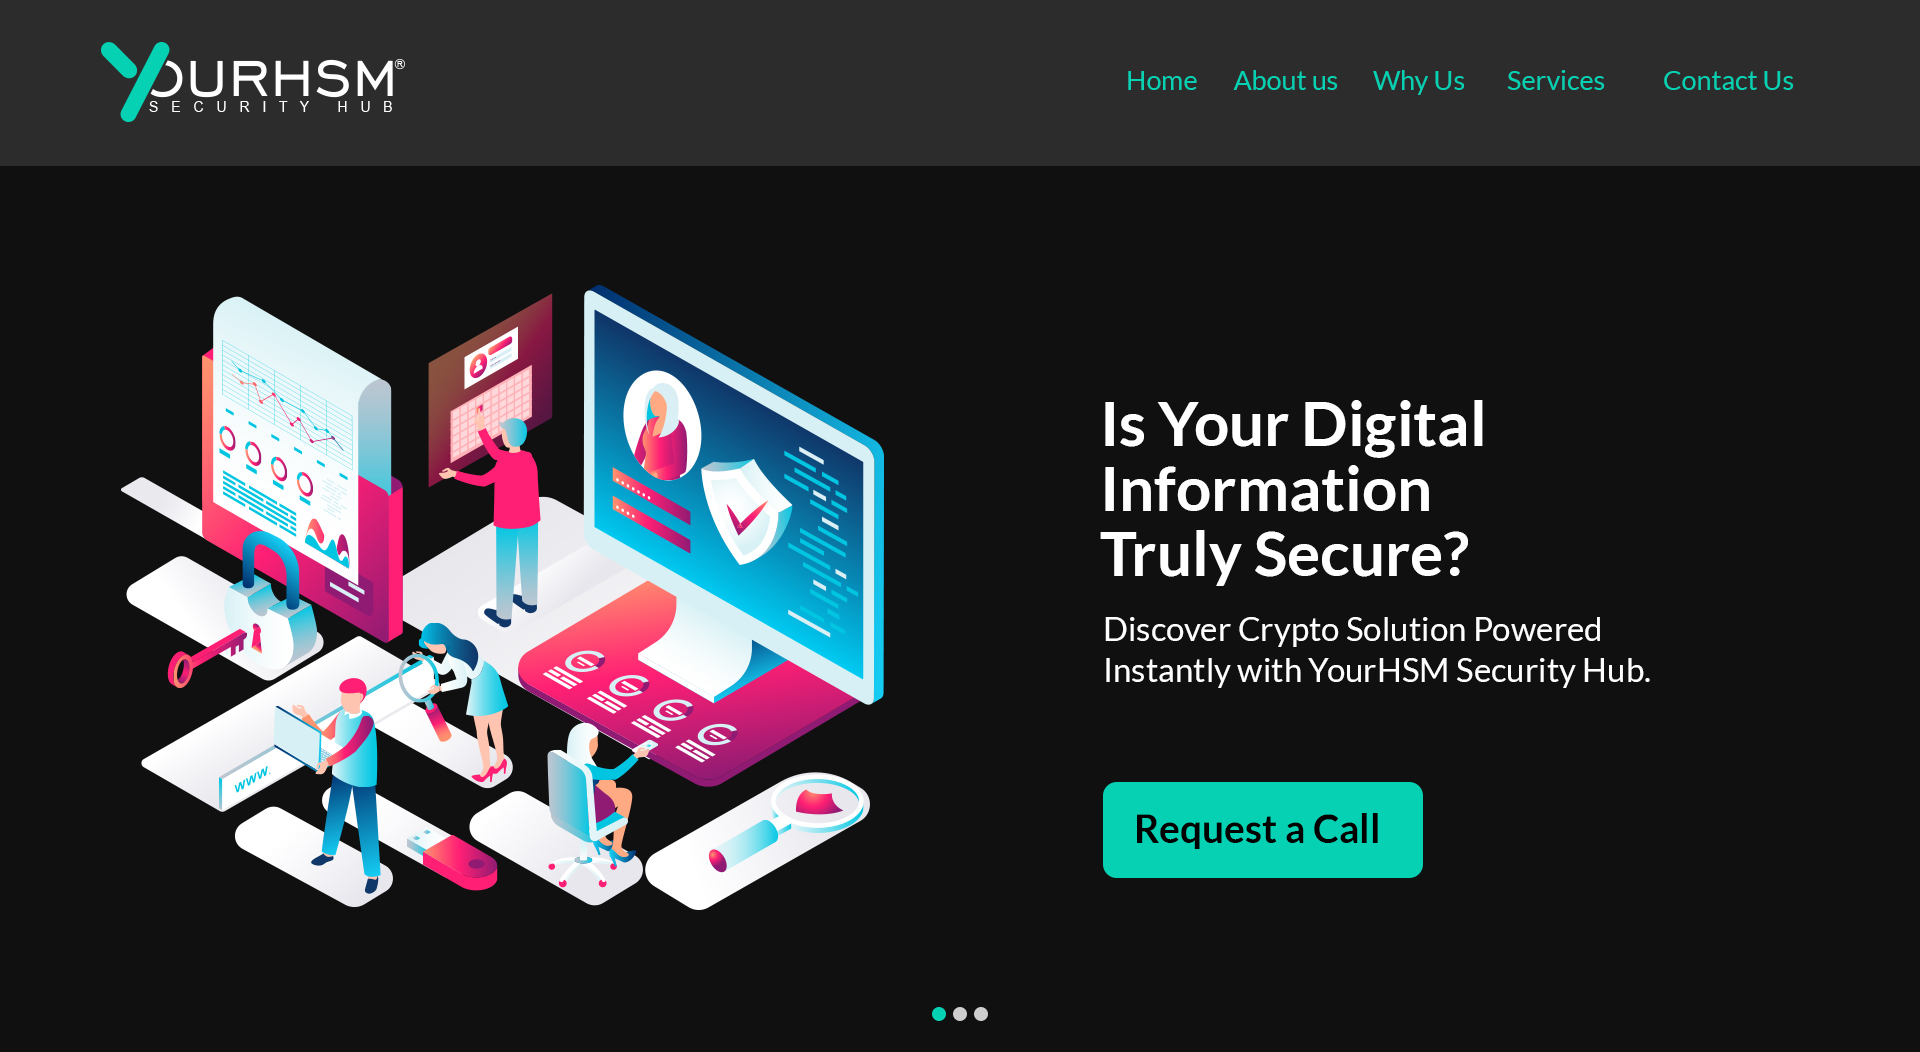 YOURHSM®
SECURITY HUB
Home About us Why Us Services Contact Us
Is Your Digital
Information
Truly Secure?
Discover Crypto Solution Powered
Instantly with YourHSM Security Hub.
Request a Call
www.